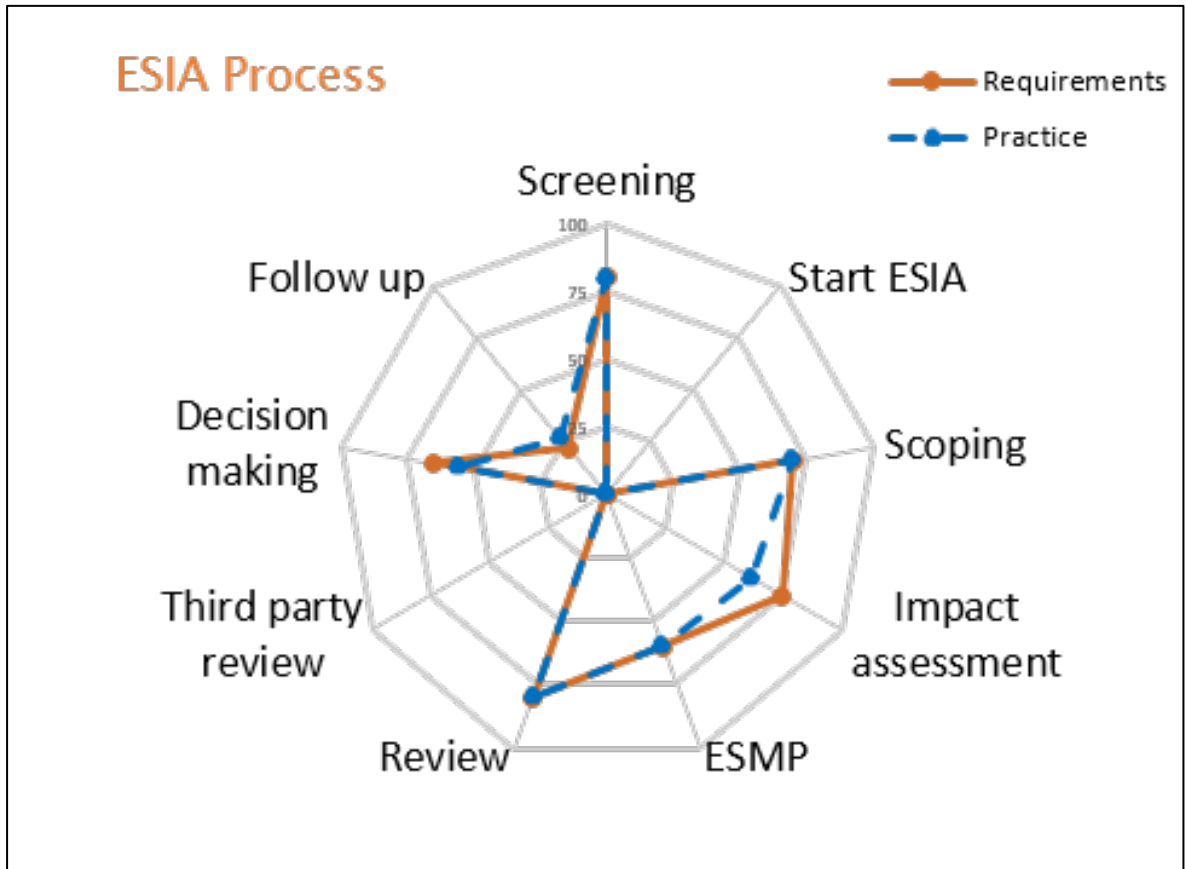 ESIA Process
Requirements
Practice
Screening
100
Follow up
Start ESIA
75
50
Decision
making
Scoping
25
0
Third party
review
Impact
assessment
Review
ESMP